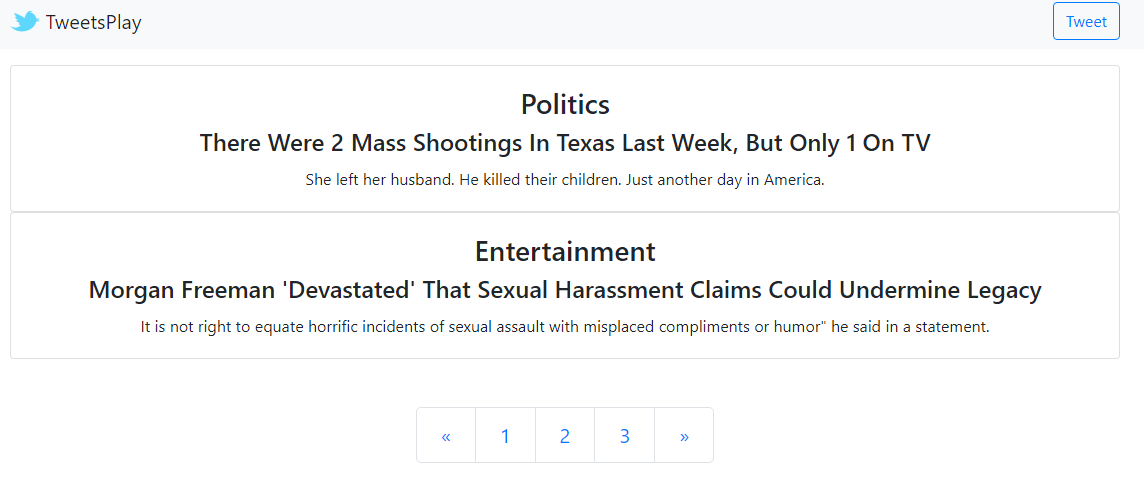 TweetsPlay
Tweet
Politics
There Were 2 Mass Shootings In Texas Last Week, But Only 1 On TV
She left her husband. He killed their children. Just another day in America.
Entertainment
Morgan Freeman 'Devastated' That Sexual Harassment Claims Could Undermine Legacy
It is not right to equate horrific incidents of sexual assault with misplaced compliments or humor" he said in a statement.
« 1 2 3 »